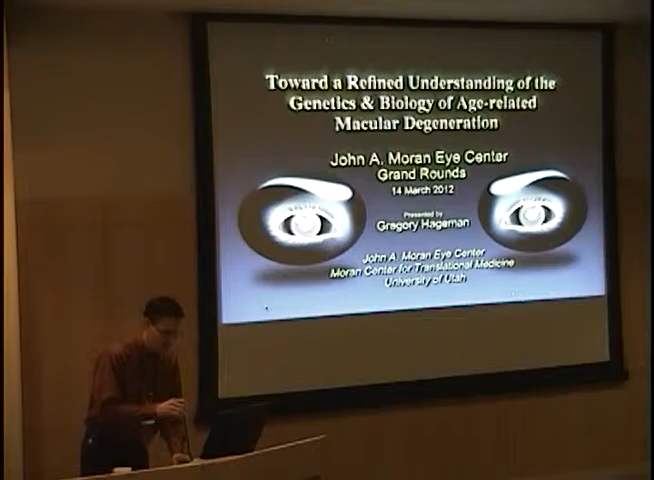 Toward a Refined Understanding of the
Genetics & Biology of Age-related
Macular Degeneration
John A. Moran Eye Center
Grand Rounds
14 March 2012
Presented by
Gregory Hageman
John A. Moran Eye Center
Moran Center for Translational Medicine
University of Utah